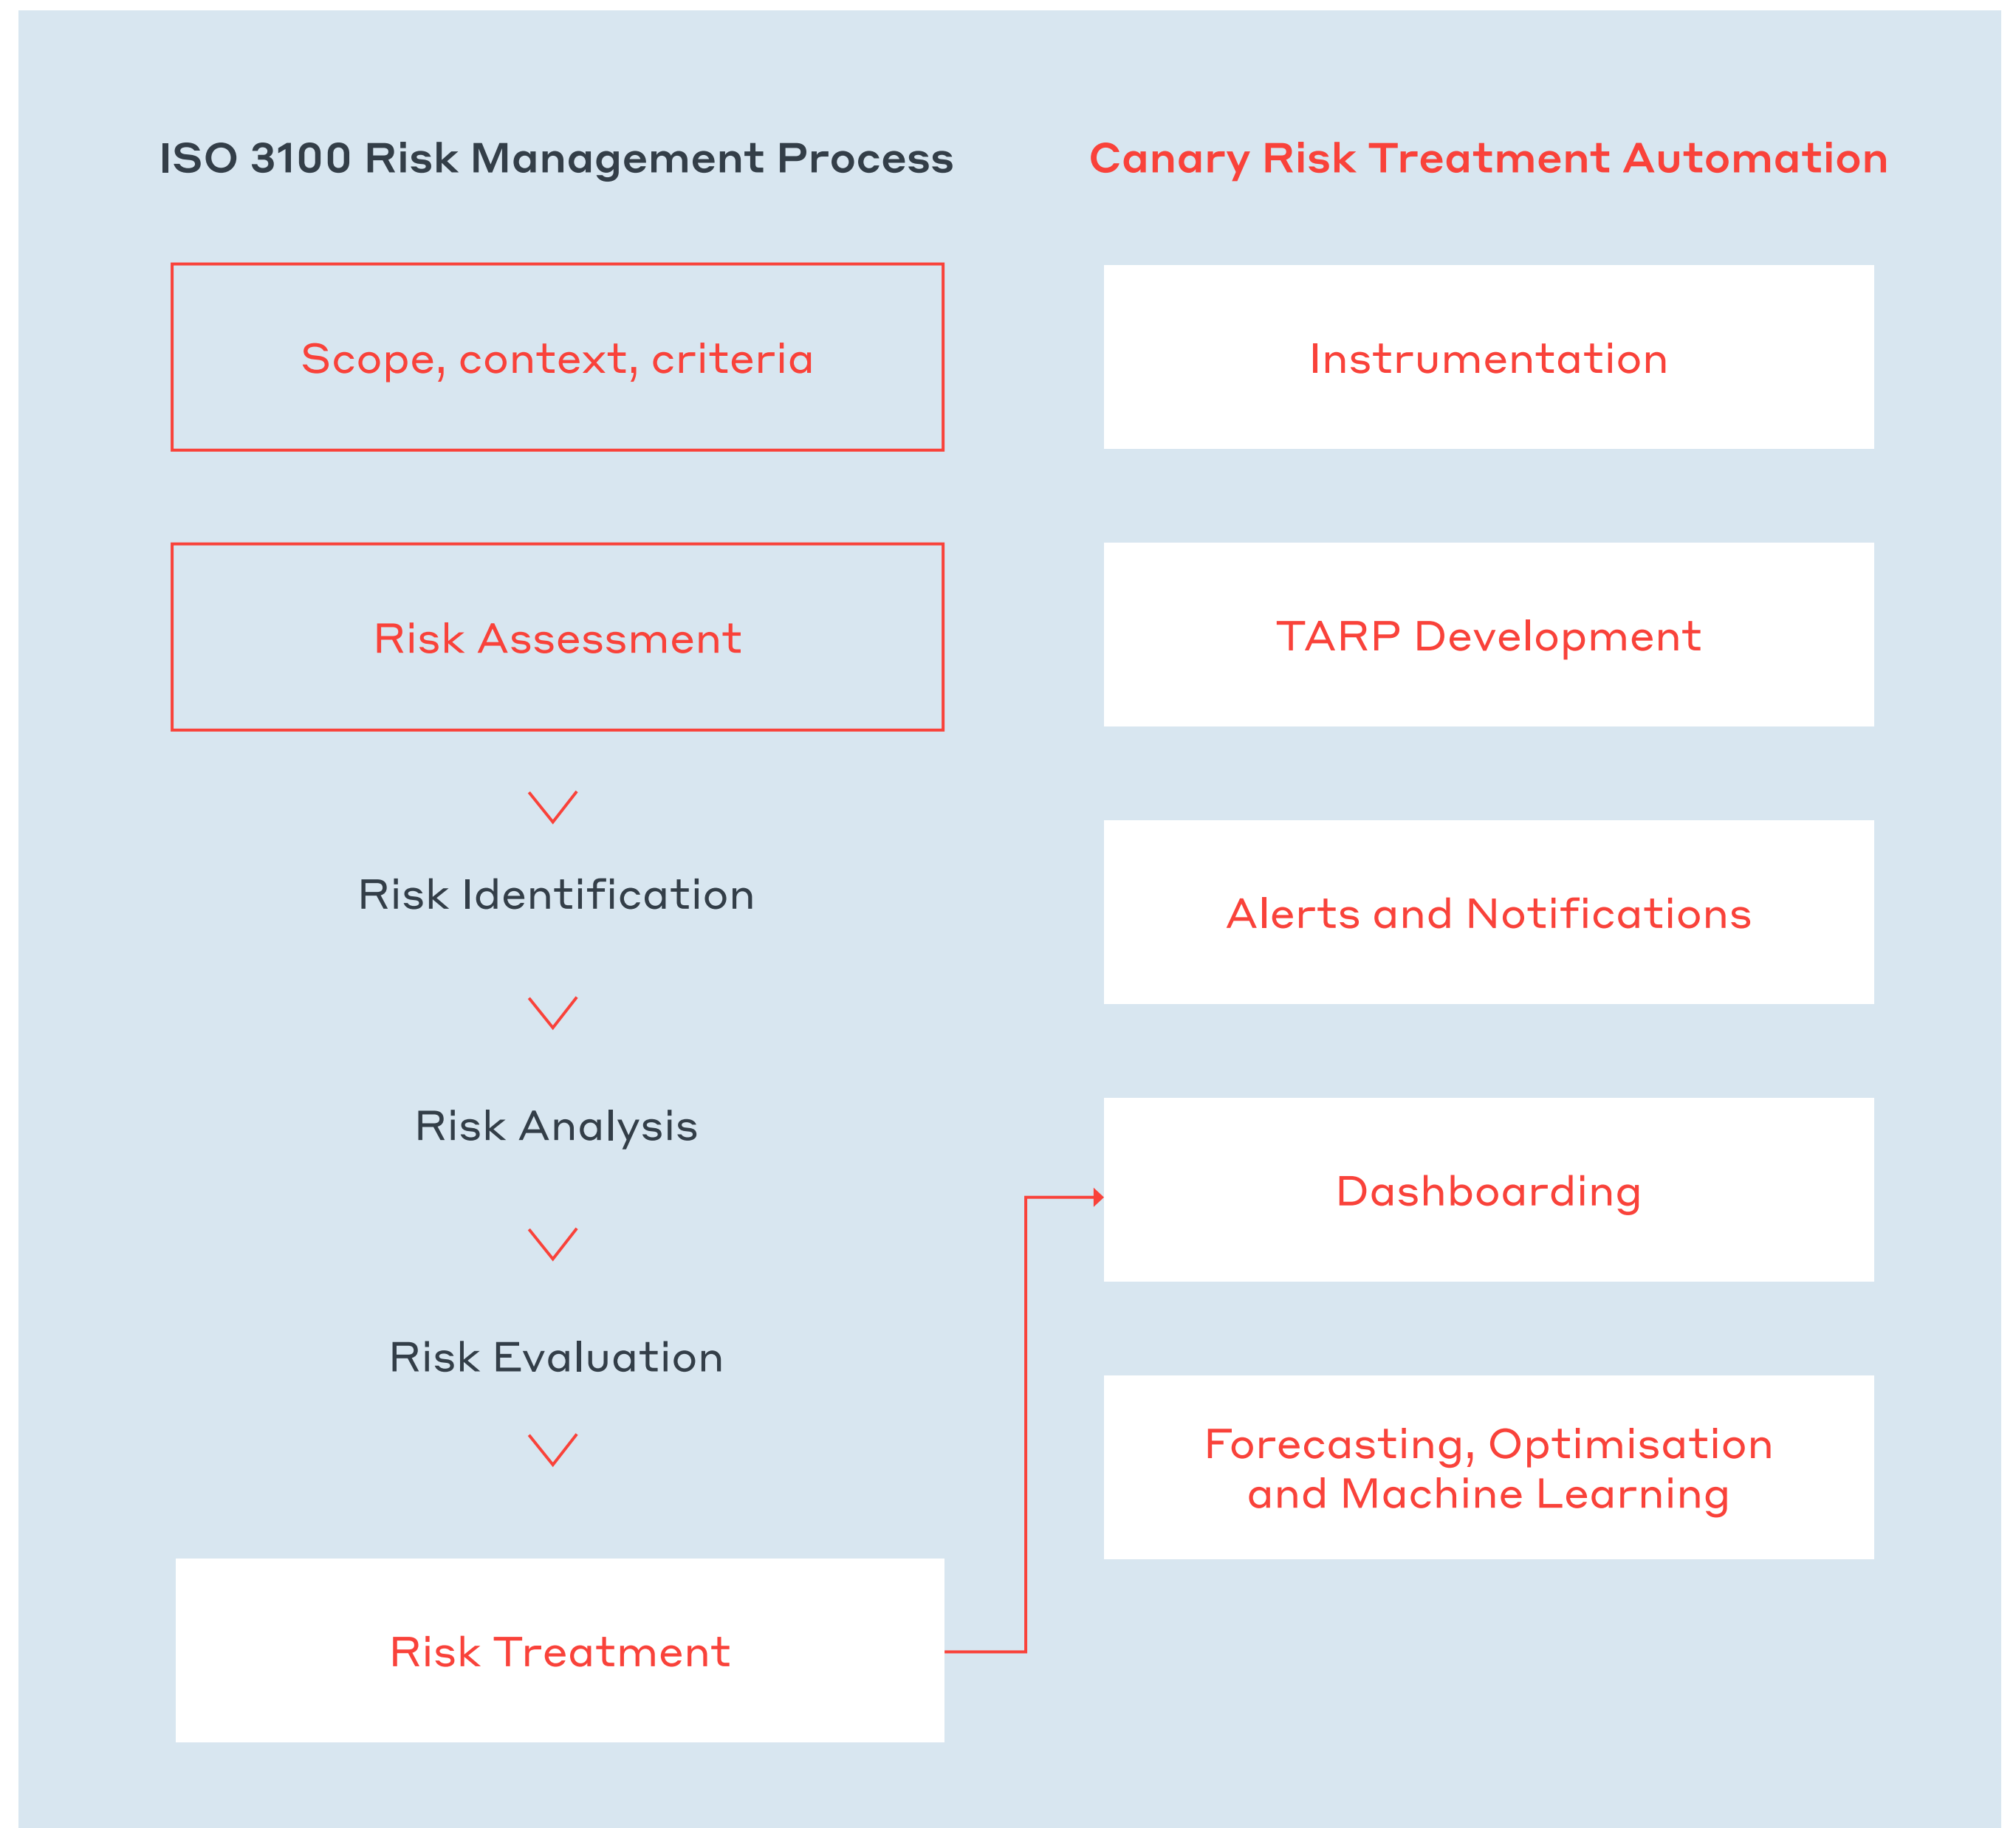 ISO 3100 Risk Management Process
Scope, context, criteria
Risk Assessment
Risk Identification
Risk Analysis
Risk Evaluation
Risk Treatment
Canary Risk Treatment Automation
Instrumentation
TARP Development
Alerts and Notifications
Dashboarding
Forecasting, Optimisation
and Machine Learning